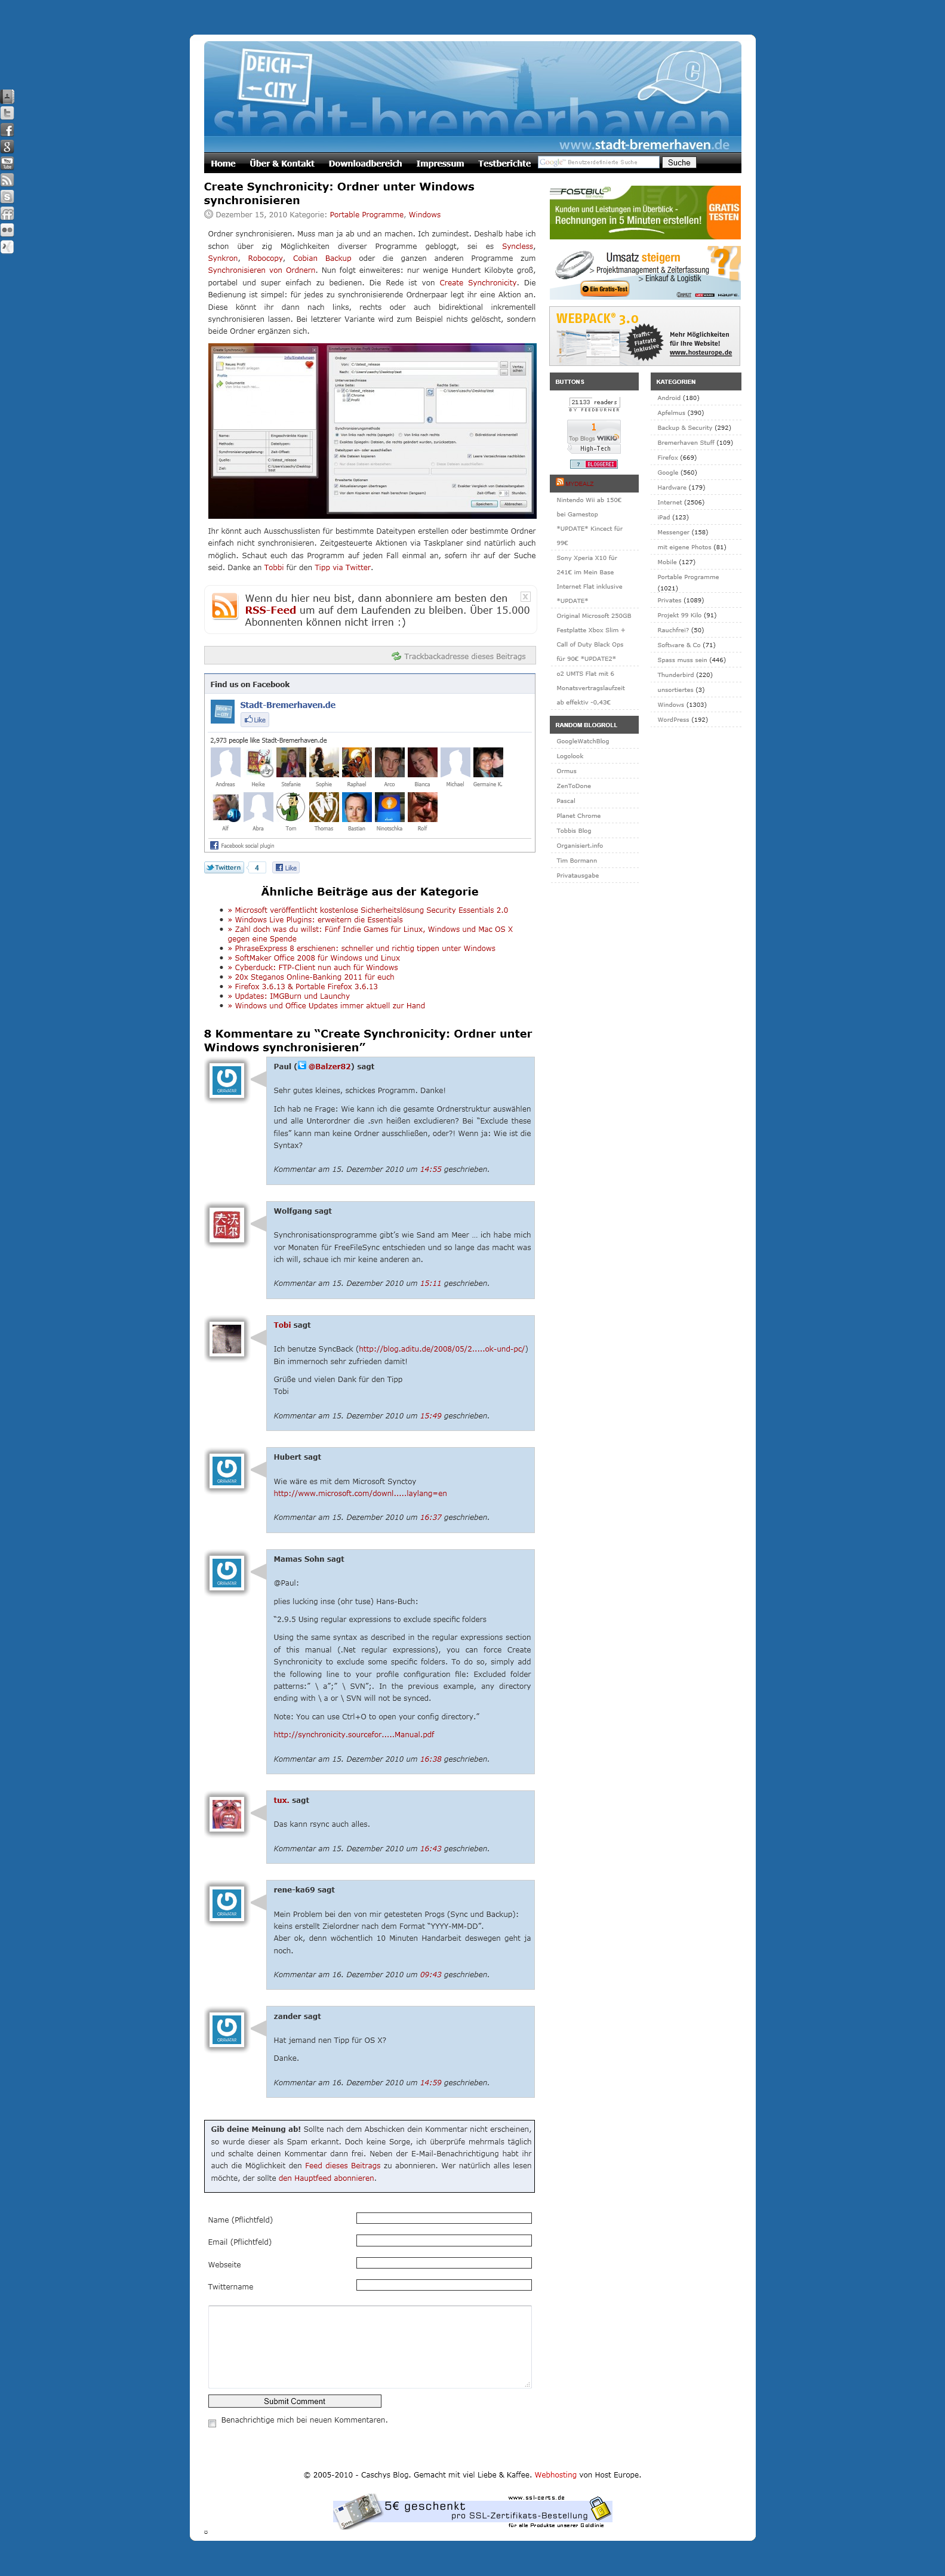 DEICH
CITY
stadt-bremerhaven
www.stadt-bremerhaven.de
Home Über & Kontakt Downloadbereich Impressum Testberichte Google Benutzerdefinierte Suche Suche
Create Synchronicity: Ordner unter Windows
synchronisieren
Dezember 15, 2010 Kategorie: Portable Programme, Windows
Ordner synchronisieren. Muss man ja ab und an machen. Ich zumindest. Deshalb habe ich
schon über zig Möglichkeiten diverser Programme gebloggt, sei es Syncless,
Synkron, Robocopy, Cobian Backup oder die ganzen anderen Programme zum
Synchronisieren von Ordnern. Nun folgt einweiteres: nur wenige Hundert Kilobyte groß,
portabel und super einfach zu bedienen. Die Rede ist von Create Synchronicity. Die
Bedienung ist simpel: für jedes zu synchronisierende Ordnerpaar legt ihr eine Aktion an.
Diese könnt ihr dann nach links, rechts oder auch bidirektional inkrementell
synchronisieren lassen. Bei letzterer Variante wird zum Beispiel nichts gelöscht, sondern
beide Ordner ergänzen sich.
Ihr könnt auch Ausschusslisten für bestimmte Dateitypen erstellen oder bestimmte Ordner
einfach nicht synchronisieren. Zeitgesteuerte Aktionen via Taskplaner sind natürlich auch
möglich. Schaut euch das Programm auf jeden Fall einmal an, sofern ihr auf der Suche
seid. Danke an Tobbi für den Tipp via Twitter.
Wenn du hier neu bist, dann abonniere am besten den
RSS-Feed um auf dem Laufenden zu bleiben. Über 15.000
Abonnenten können nicht irren :)
X
Trackbackadresse dieses Beitrags
Find us on Facebook
Stadt-Bremerhaven.de
Like
2,973 people like Stadt-Bremerhaven.de
Andreas Heike Stefanie Sophie Raphael Arco Bianca Michael Germaine K.
Alf Abra Tom Thomas Bastian Ninotschka Rolf
Facebook social plugin
Twittern 4 Like
Ähnliche Beiträge aus der Kategorie
» Microsoft veröffentlicht kostenlose Sicherheitslösung Security Essentials 2.0
» Windows Live Plugins: erweitern die Essentials
» Zahl doch was du willst: Fünf Indie Games für Linux, Windows und Mac OS X
gegen eine Spende
» PhraseExpress 8 erschienen: schneller und richtig tippen unter Windows
» SoftMaker Office 2008 für Windows und Linux
» Cyberduck: FTP-Client nun auch für Windows
» 20x Steganos Online-Banking 2011 für euch
» Firefox 3.6.13 & Portable Firefox 3.6.13
» Updates: IMGBurn und Launchy
» Windows und Office Updates immer aktuell zur Hand
8 Kommentare zu “Create Synchronicity: Ordner unter
Windows synchronisieren”
Paul ( @Balzer82) sagt
Sehr gutes kleines, schickes Programm. Danke!
Ich hab ne Frage: Wie kann ich die gesamte Ordnerstruktur auswählen
und alle Unterordner die .svn heißen excludieren? Bei “Exclude these
files” kann man keine Ordner ausschließen, oder?! Wenn ja: Wie ist die
Syntax?
Kommentar am 15. Dezember 2010 um 14:55 geschrieben.
Wolfgang sagt
Synchronisationsprogramme gibt’s wie Sand am Meer … ich habe mich
vor Monaten für FreeFileSync entschieden und so lange das macht was
ich will, schaue ich mir keine anderen an.
Kommentar am 15. Dezember 2010 um 15:11 geschrieben.
Tobi sagt
Ich benutze SyncBack (http://blog.aditu.de/2008/05/2.....ok-und-pc/)
Bin immernoch sehr zufrieden damit!
Grüße und vielen Dank für den Tipp
Tobi
Kommentar am 15. Dezember 2010 um 15:49 geschrieben.
Hubert sagt
Wie wäre es mit dem Microsoft Synctoy
http://www.microsoft.com/downl.....laylang=en
Kommentar am 15. Dezember 2010 um 16:37 geschrieben.
Mamas Sohn sagt
@Paul:
plies lucking inse (ohr tuse) Hans-Buch:
“2.9.5 Using regular expressions to exclude specific folders
Using the same syntax as described in the regular expressions section
of this manual (.Net regular expressions), you can force Create
Synchronicity to exclude some specific folders. To do so, simply add
the following line to your profile configuration file: Excluded folder
patterns:” \ a”;” \ SVN”;. In the previous example, any directory
ending with \ a or \ SVN will not be synced.
Note: You can use Ctrl+O to open your config directory.”
http://synchronicity.sourcefor.....Manual.pdf
Kommentar am 15. Dezember 2010 um 16:38 geschrieben.
tux. sagt
Das kann rsync auch alles.
Kommentar am 15. Dezember 2010 um 16:43 geschrieben.
rene-ka69 sagt
Mein Problem bei den von mir getesteten Progs (Sync und Backup):
keins erstellt Zielordner nach dem Format “YYYY-MM-DD”.
Aber ok, denn wöchentlich 10 Minuten Handarbeit deswegen geht ja
noch.
Kommentar am 16. Dezember 2010 um 09:43 geschrieben.
zander sagt
Hat jemand nen Tipp für OS X?
Danke.
Kommentar am 16. Dezember 2010 um 14:59 geschrieben.
Gib deine Meinung ab! Sollte nach dem Abschicken dein Kommentar nicht erscheinen,
so wurde dieser als Spam erkannt. Doch keine Sorge, ich überprüfe mehrmals täglich
und schalte deinen Kommentar dann frei. Neben der E-Mail-Benachrichtigung habt ihr
auch die Möglichkeit den Feed dieses Beitrags zu abonnieren. Wer natürlich alles lesen
möchte, der sollte den Hauptfeed abonnieren.
Name (Pflichtfeld)
Email (Pflichtfeld)
Webseite
Twittername
Submit Comment
Benachrichtige mich bei neuen Kommentaren.
FASTBILL
Kunden und Leistungen im Überblick -
Rechnungen in 5 Minuten erstellen!
GRATIS
TESTEN
Umsatz steigern
> Projektmanagement & Zeiterfassung
> Einkauf & Logistik
Ein Gratis-Test
WEBPACK® 3.0
Traffic-
Flatrate
inklusive
Mehr Möglichkeiten
für Ihre Website!
www.hosteurope.de
BUTTONS
21133 readers
BY FEEDBURNER
1
Top Blogs WIKIO
High-Tech
? BLOGGEREI
MYDEALZ
Nintendo Wii ab 150€
bei Gamestop
*UPDATE* Kincect für
99€
Sony Xperia X10 für
241€ im Mein Base
Internet Flat inklusive
*UPDATE*
Original Microsoft 250GB
Festplatte Xbox Slim +
Call of Duty Black Ops
für 90€ *UPDATE2*
o2 UMTS Flat mit 6
Monatsvertragslaufzeit
ab effektiv -0,43€
RANDOM BLOGROLL
GoogleWatchBlog
Logolook
Ormus
ZenToDone
Pascal
Planet Chrome
Tobbis Blog
Organisiert.info
Tim Bormann
Privatausgabe
KATEGORIEN
Android (180)
Apfelmus (390)
Backup & Security (292)
Bremerhaven Stuff (109)
Firefox (669)
Google (560)
Hardware (179)
Internet (2506)
iPad (123)
Messenger (158)
mit eigene Photos (81)
Mobile (127)
Portable Programme
(1021)
Privates (1089)
Projekt 99 Kilo (91)
Rauchfrei? (50)
Software & Co (71)
Spass muss sein (446)
Thunderbird (220)
unsortiertes (3)
Windows (1303)
WordPress (192)
© 2005-2010 - Caschys Blog. Gemacht mit viel Liebe & Kaffee. Webhosting von Host Europe.
www.ssl-certs.de
5€ geschenkt
pro SSL-Zertifikats-Bestellung
für alle Produkte unserer Goldlinie